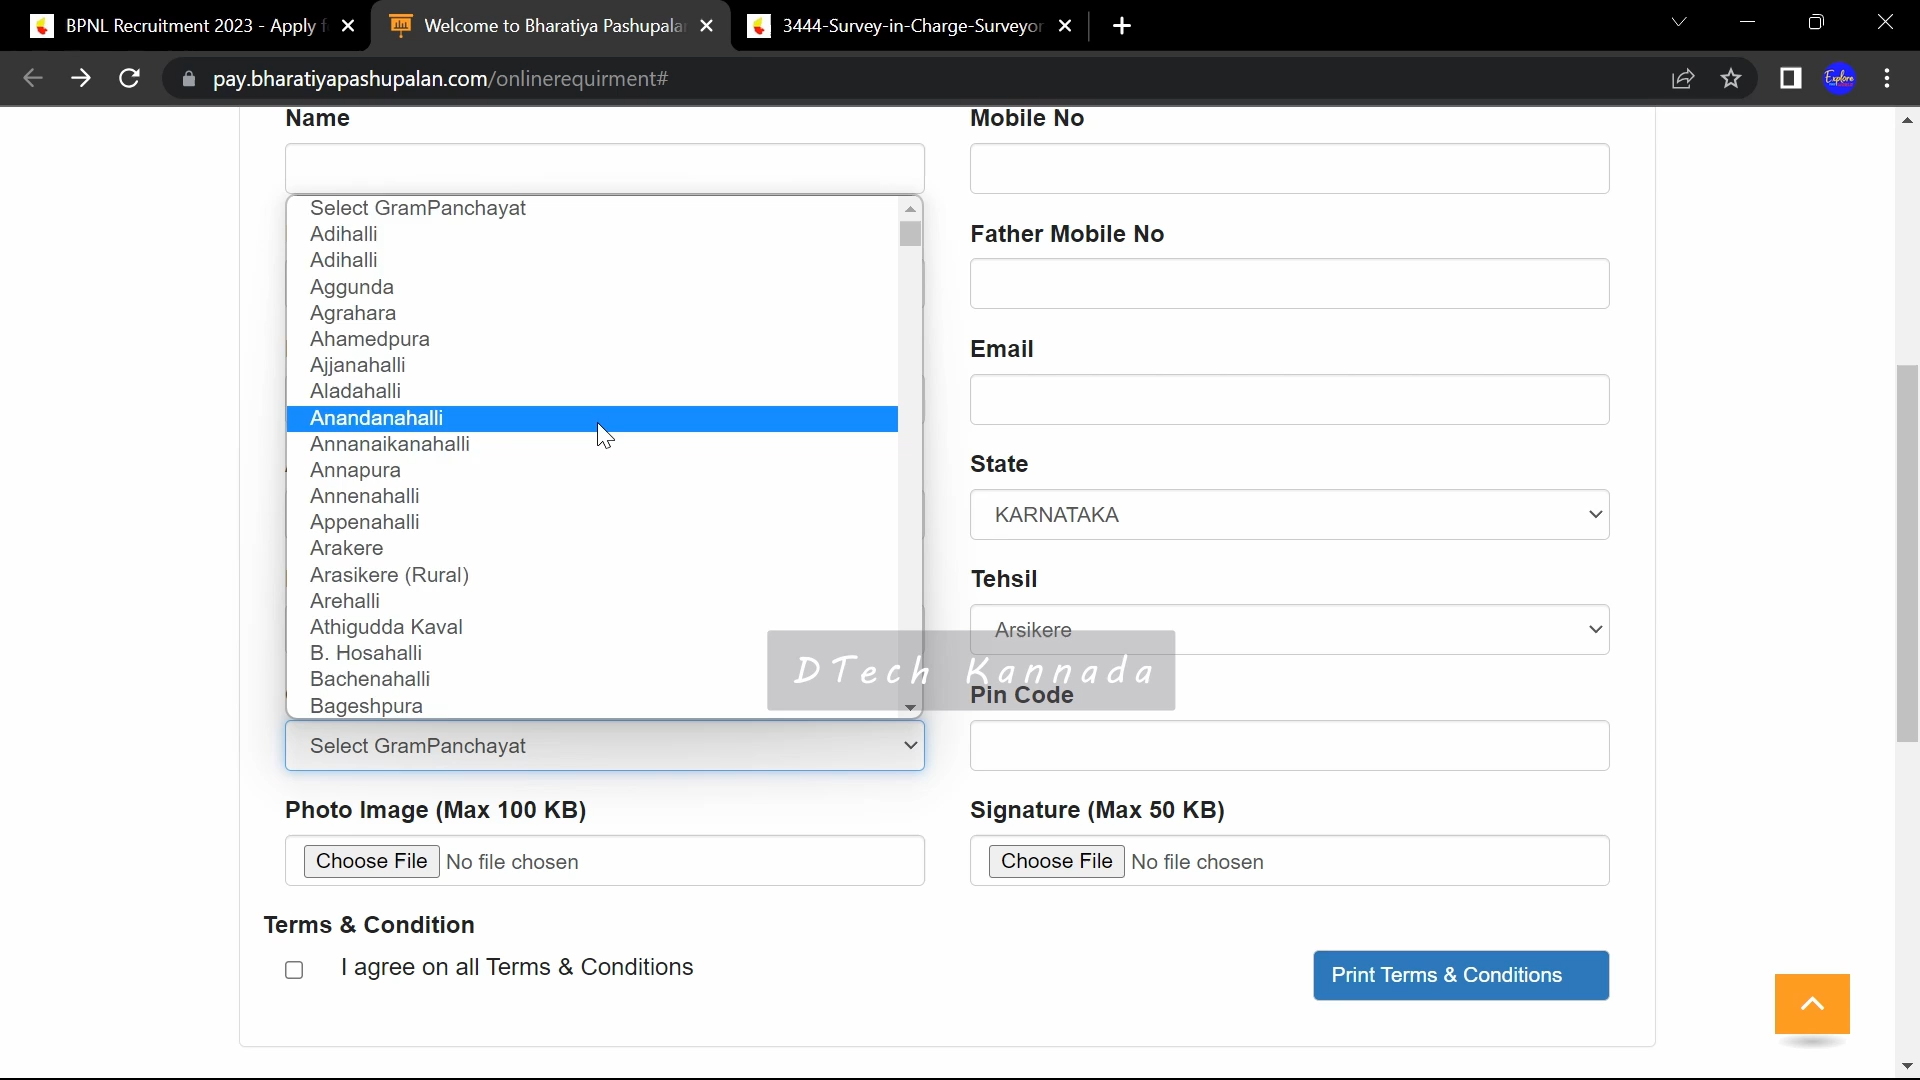 BPNL Recruitment 2023 - Apply f
Welcome to Bharatiya Pashupala
3444-Survey-in-Charge-Surveyor
pay.bharatiyapashupalan.com/onlinerequirment#
Explore
Name
Mobile No
Select GramPanchayat
Adihalli
Adihalli
Aggunda
Agrahara
Ahamedpura
Ajjanahalli
Aladahalli
Anandanahalli
Annanaikanahalli
Annapura
Annenahalli
Appenahalli
Arakere
Arasikere (Rural)
Arehalli
Athigudda Kaval
B. Hosahalli
Bachenahalli
Bageshpura
Father Mobile No
Email
State
KARNATAKA
Tehsil
Arsikere
DTech Kannada
Pin Code
Select GramPanchayat
Photo Image (Max 100 KB)
Signature (Max 50 KB)
Choose File No file chosen
Choose File No file chosen
Terms & Condition
I agree on all Terms & Conditions
Print Terms & Conditions